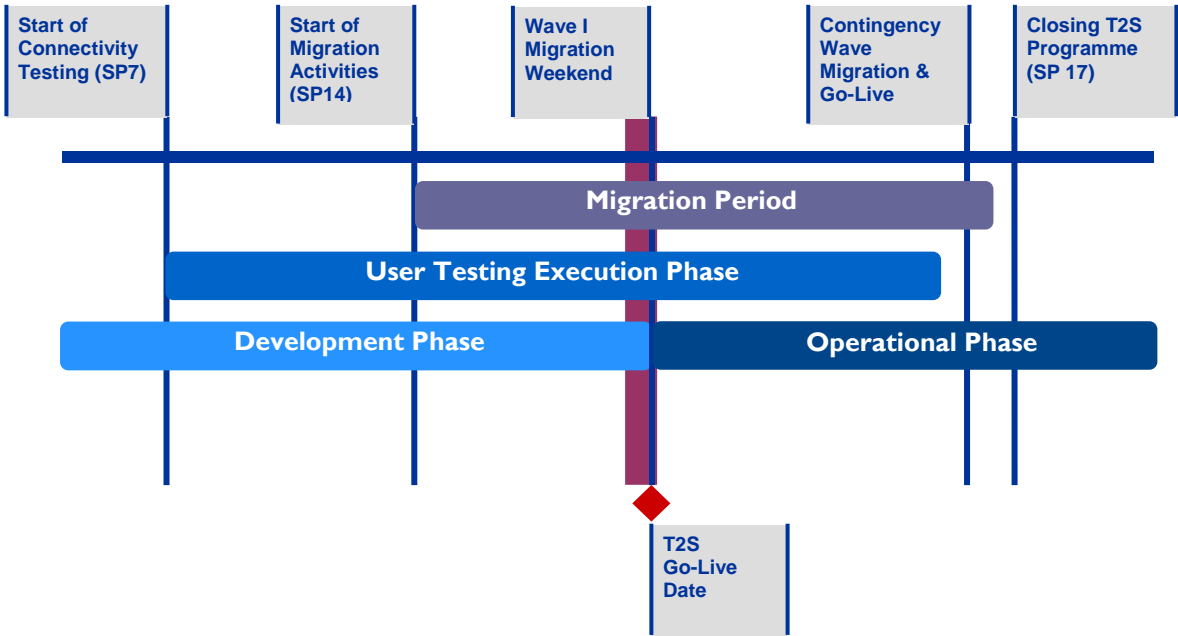 Start of
Connectivity
Testing (SP7)
Start of
Migration
Activities
(SP14)
Wave I
Migration
Weekend
Contingency
Wave
Migration &
Go-Live
Closing T2S
Programme
(SP 17)
Migration Period
User Testing Execution Phase
Development Phase
Operational Phase
T2S
Go-Live
Date